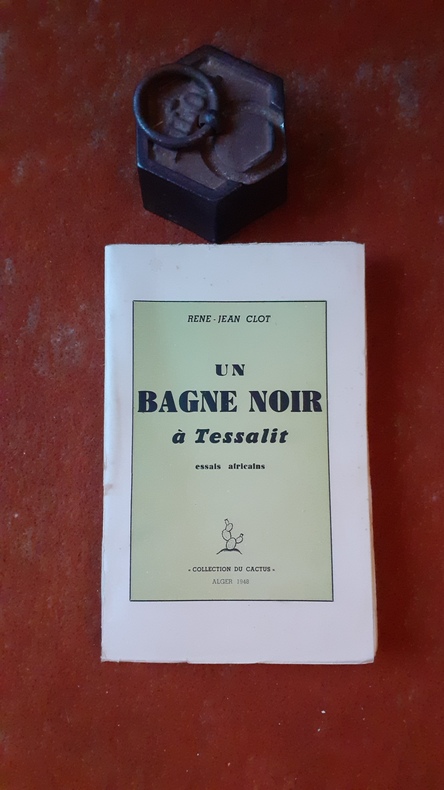 RENE-JEAN CLOT
UN
BAGNE NOIR
à Tessalit
essais africains
« COLLECTION DU CACTUS »
ALGER 1948